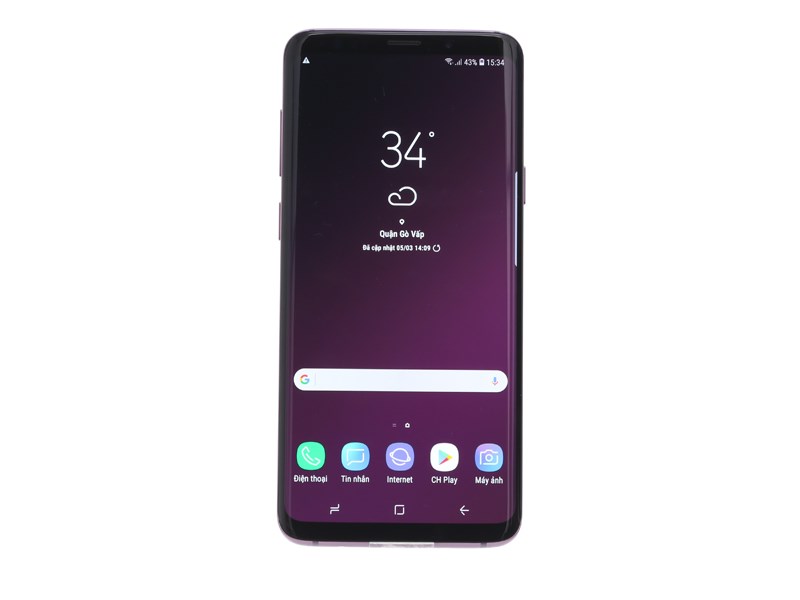 43% 15:34
34°
Quận Gò Vấp
Đã cập nhật 05/03 14:09
Điện thoại Tin nhắn Internet CH Play Máy ảnh